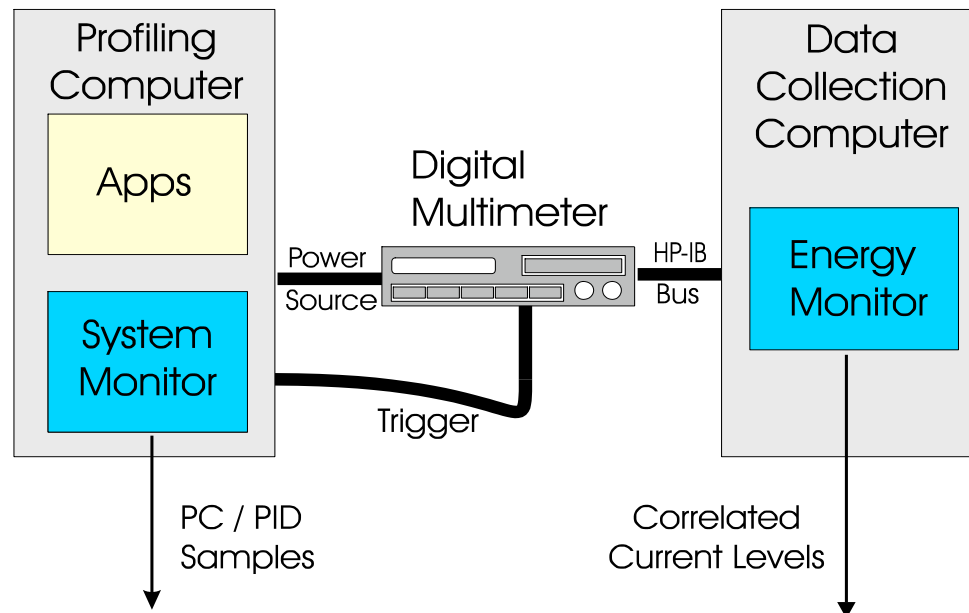 Profiling
Computer
Apps
System
Monitor
PC / PID
Samples
Power
Source
Trigger
Digital
Multimeter
HP-IB
Bus
Data
Collection
Computer
Energy
Monitor
Correlated
Current Levels